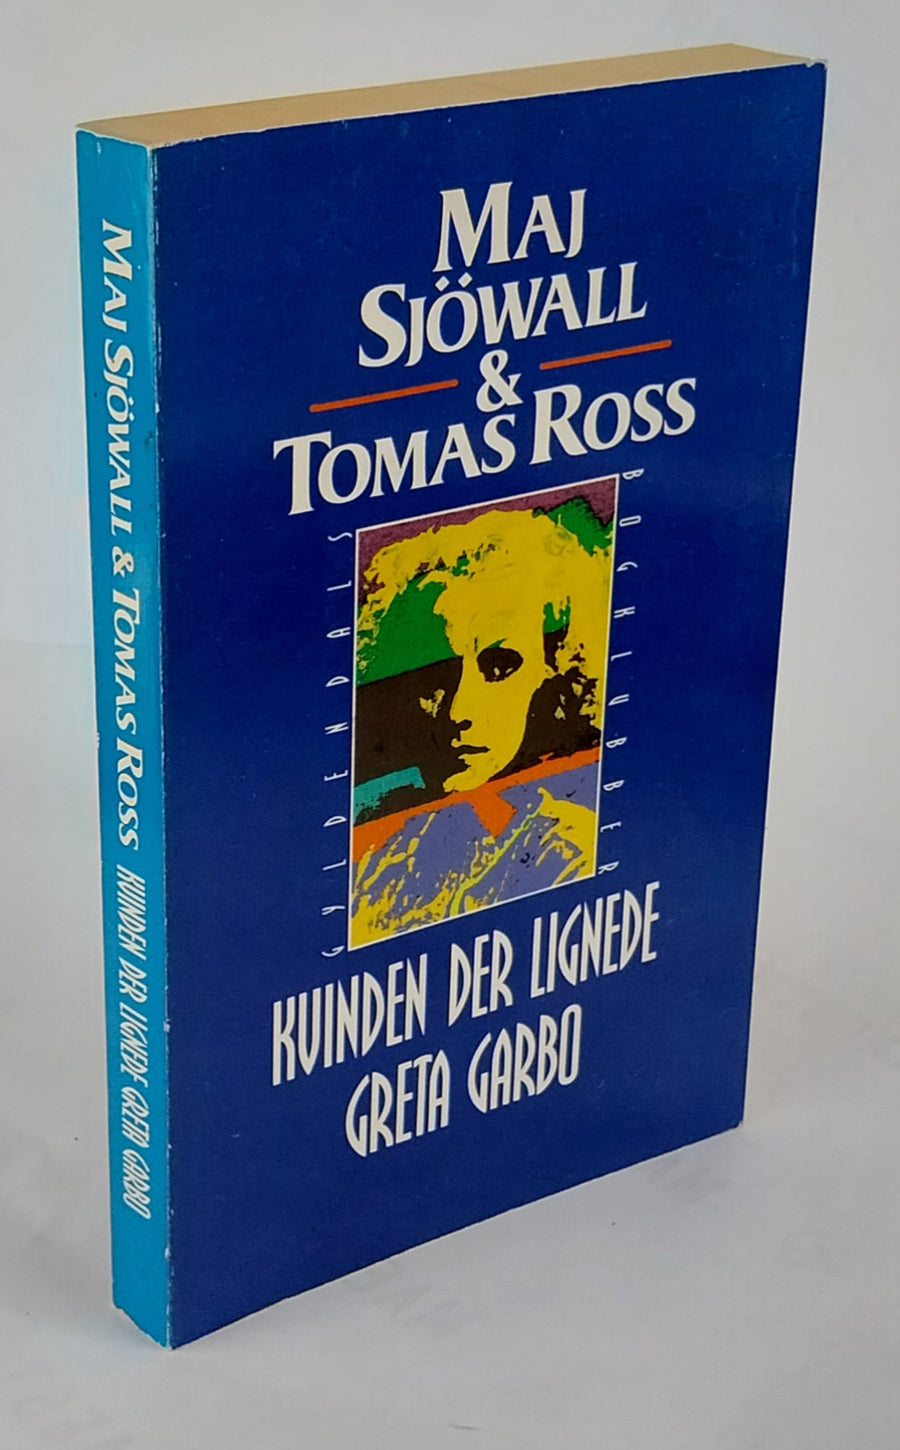 MAJ
SJÖWALL
&
TOMAS ROSS
GYLDENDALS
BOGKLUBBER
KVINDEN DER LIGNEDE
GRETA GARBO
MAJ SJÖWALL & TOMAS ROSS KVINDEN DER LIGNEDE GRETA GARBO